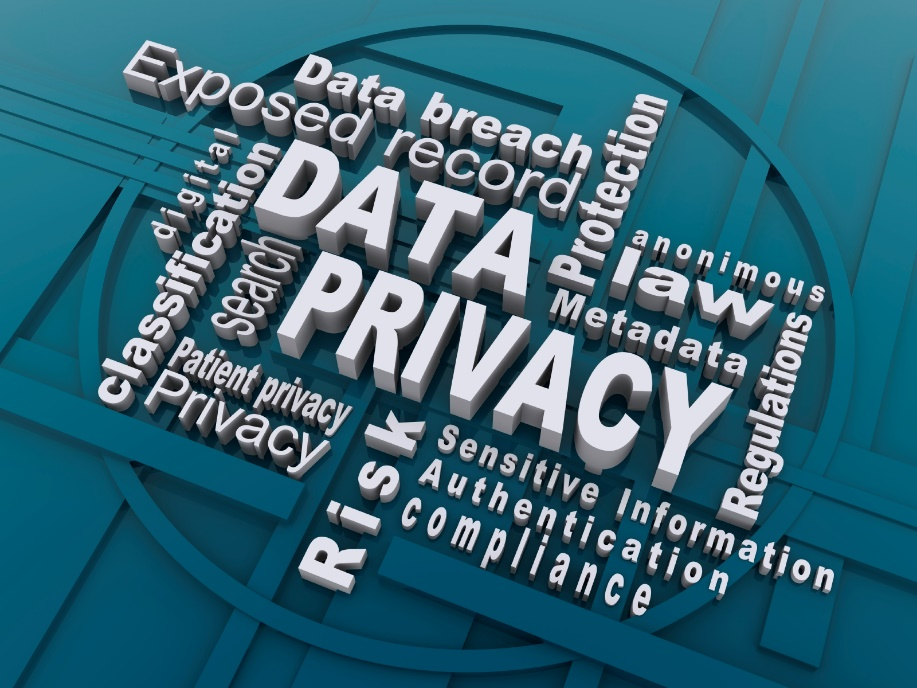 Data breach
Exposed record
Protection
digital
classification
search
DATA
PRIVACY
anonimous
law
Metadata
Regulations
Patient privacy
Privacy
Risk
Sensitive Information
Authentication
compliance